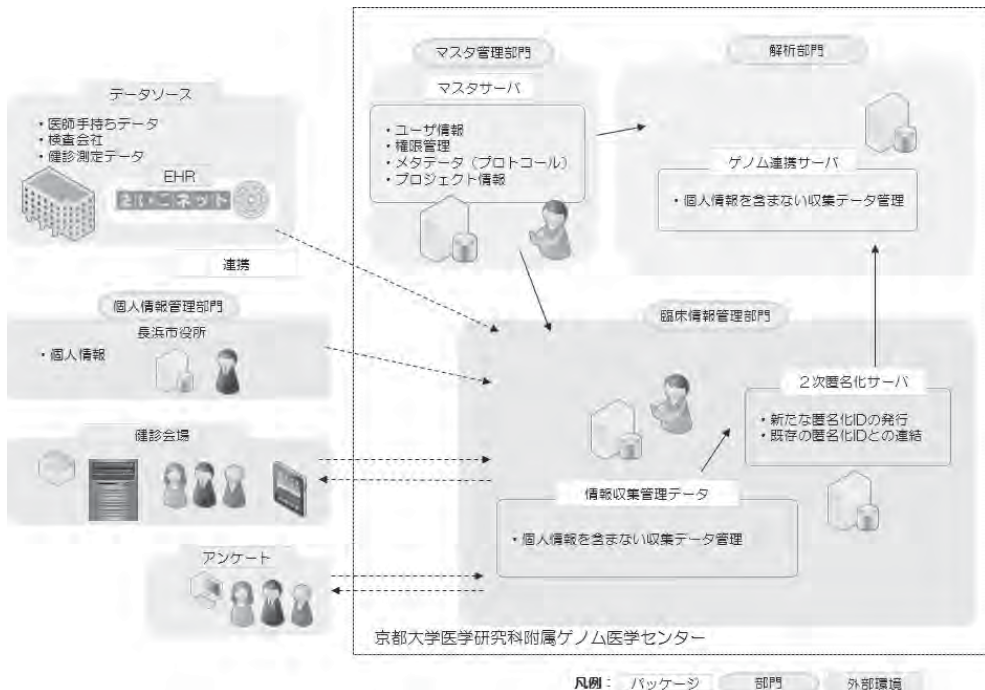 マスタ管理部門
マスタサーバ
・ユーザ情報
・権限管理
・メタデータ（プロトコール）
・プロジェクト情報
解析部門
ゲノム連携サーバ
・個人情報を含まない収集データ管理
データソース
・医師手持ちデータ
・検査会社
・健診測定データ
EHR
連携
個人情報管理部門
長浜市役所
・個人情報
健診会場
アンケート
臨床情報管理部門
２次匿名化サーバ
・新たな匿名化IDの発行
・既存の匿名化IDとの連結
情報収集管理データ
・個人情報を含まない収集データ管理
京都大学医学研究科附属ゲノム医学センター
凡例： パッケージ 部門 外部環境